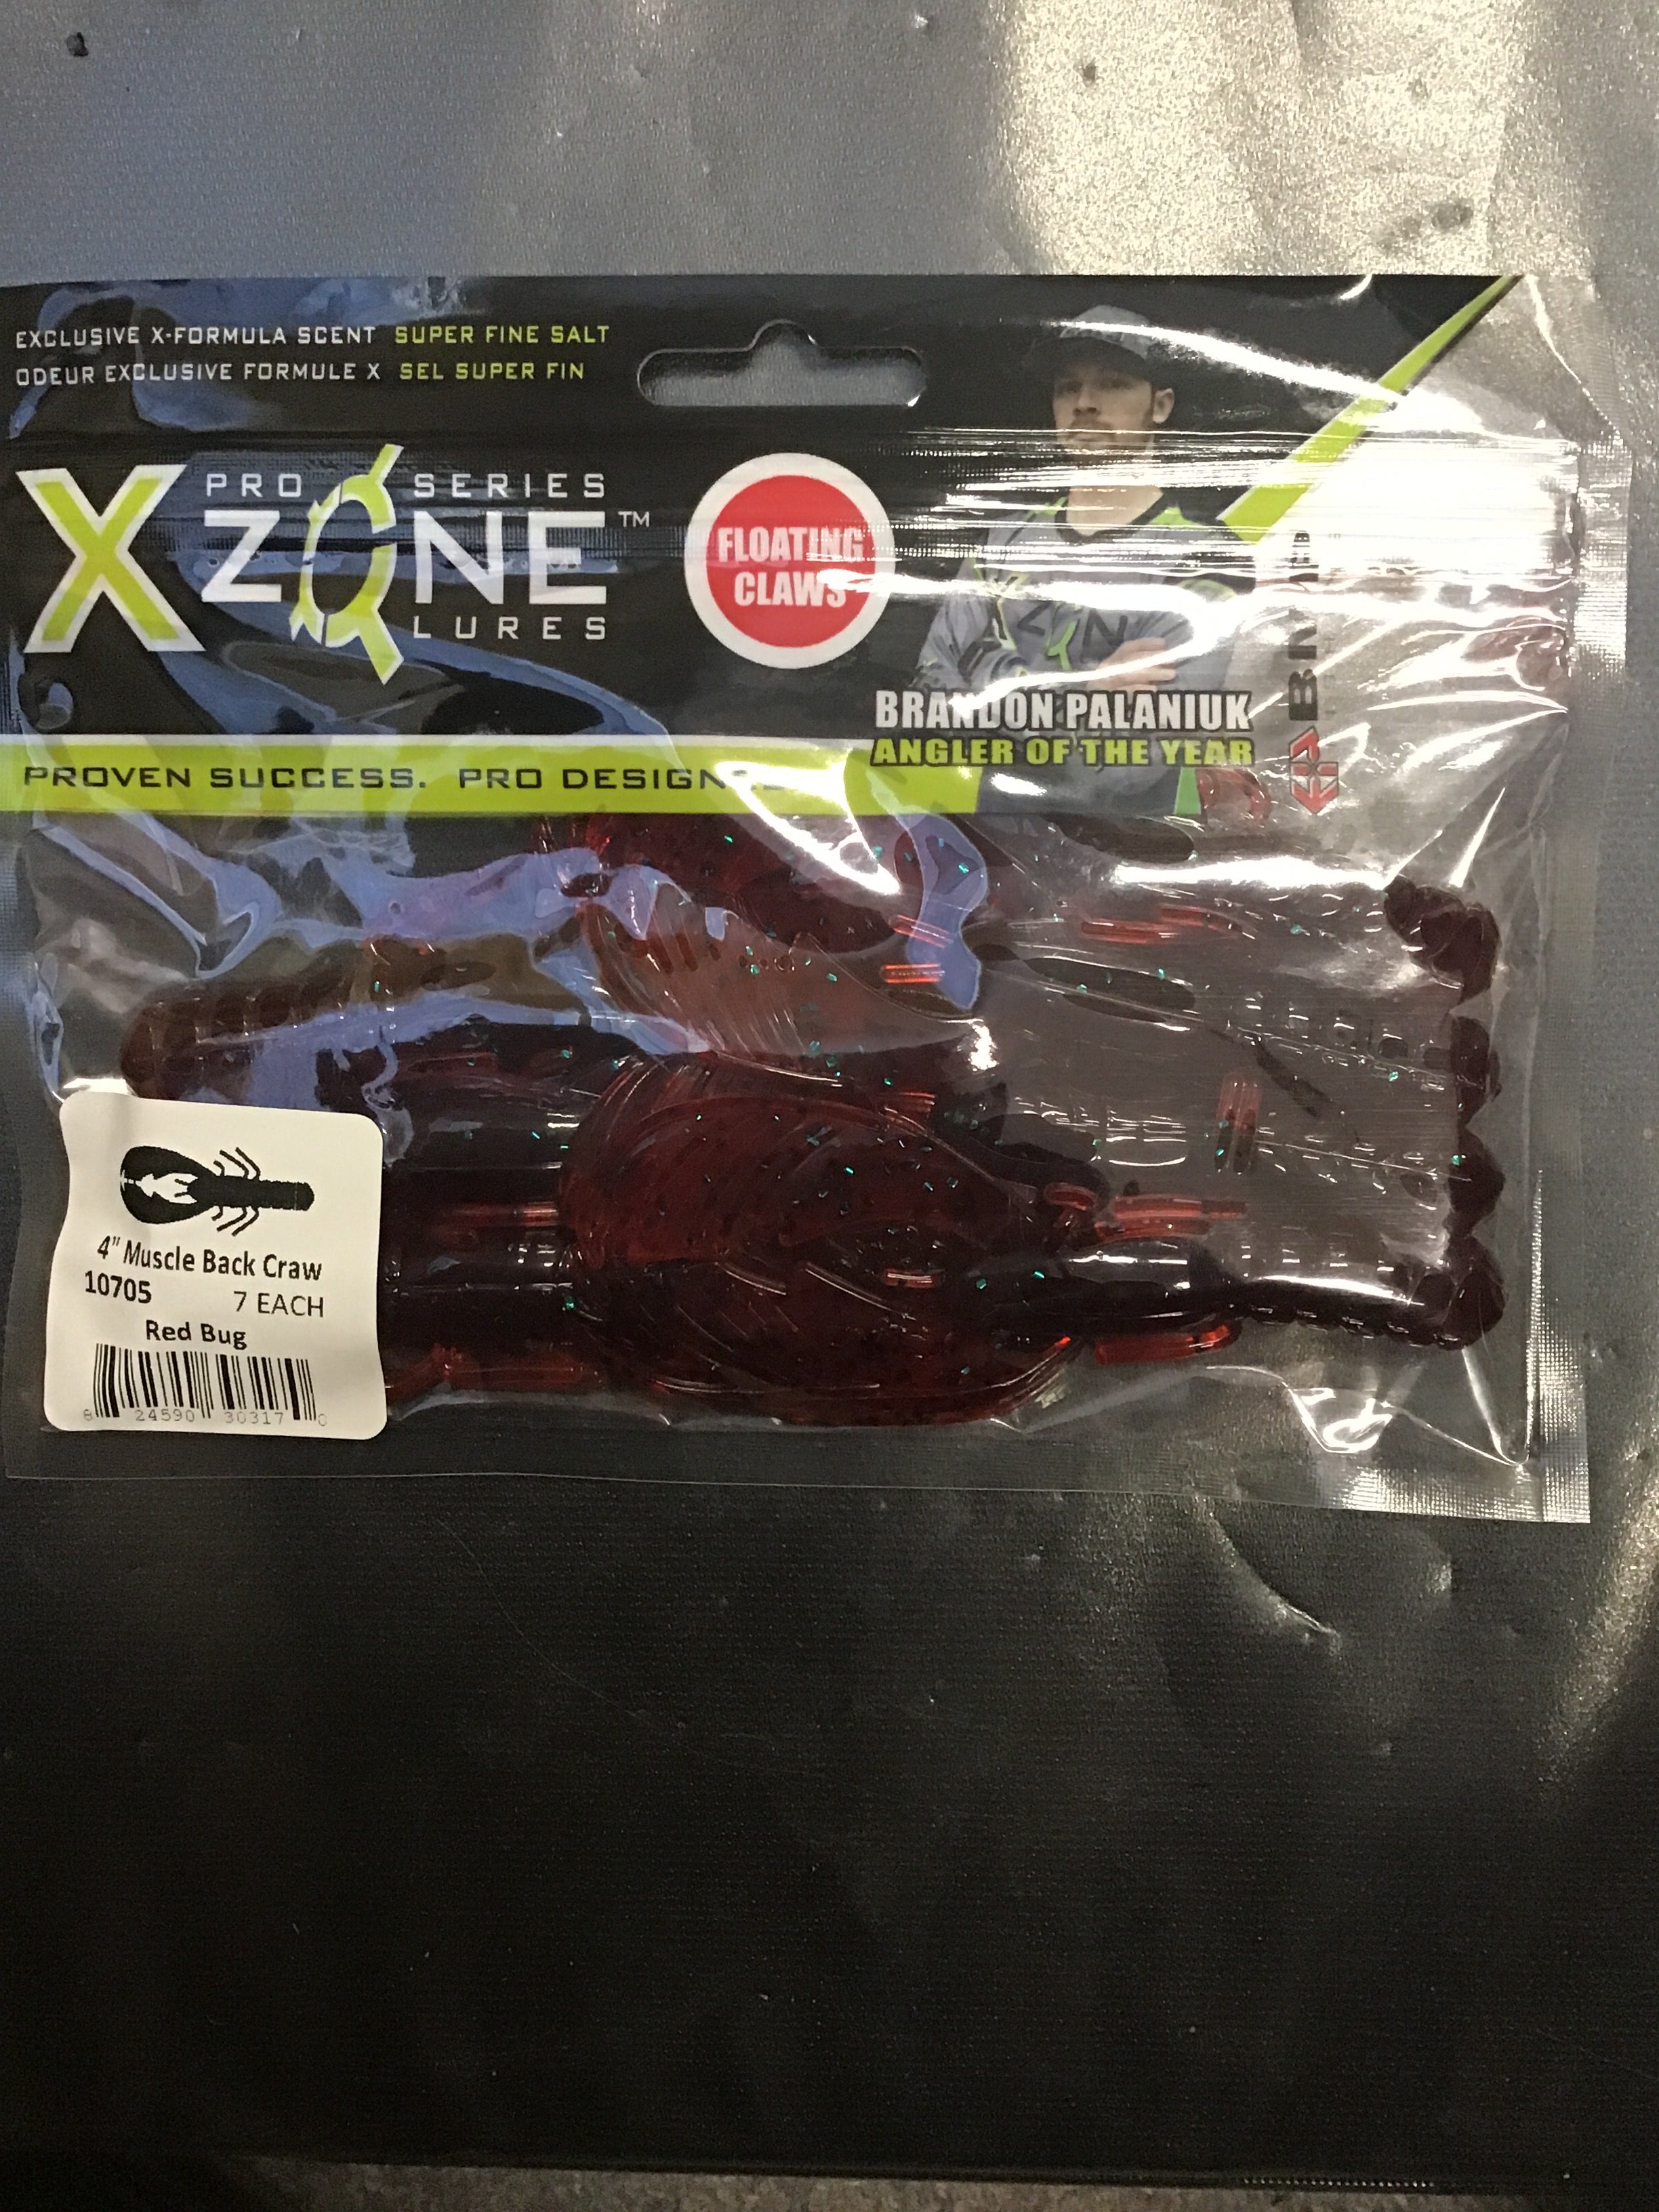 EXCLUSIVE X-FORMULA SCENT SUPER FINE SALT
ODEUR EXCLUSIVE FORMULE X SEL SUPER FIN
X ZONE™
PRO SERIES
LURES
FLOATING
CLAWS
BRANDON PALANIUK
ANGLER OF THE YEAR
PROVEN SUCCESS. PRO
4" Muscle Back Craw
10705 7 EACH
Red Bug
8 24590 30317 0